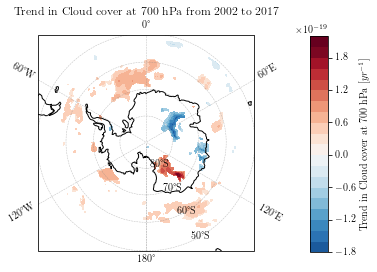 Trend in Cloud cover at 700 hPa from 2002 to 2017
0°
×10⁻¹⁹
60°W
60°E
1.8
1.2
0.6
0.0
−0.6
−1.2
−1.8
Trend in Cloud cover at 700 hPa [yr⁻¹]
80°S
70°S
60°S
50°S
120°W
120°E
180°